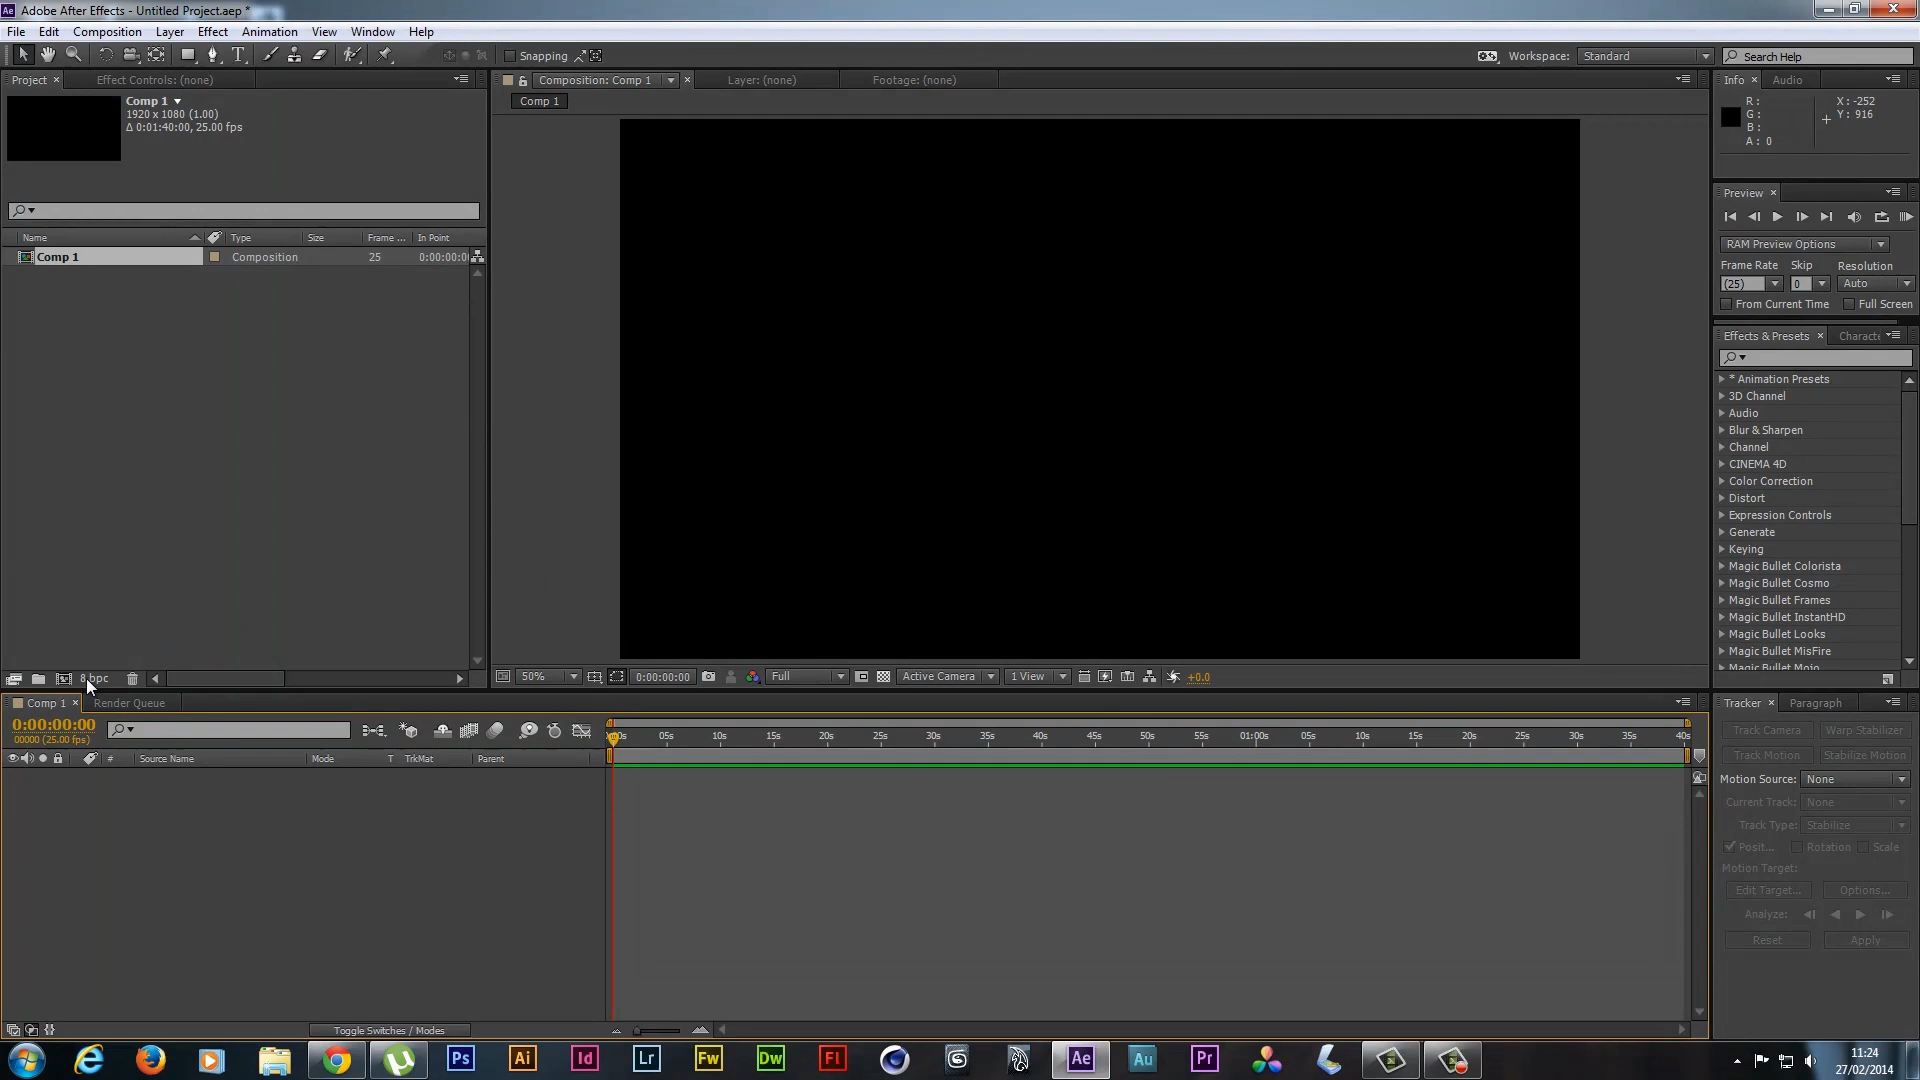 Ae Adobe After Effects - Untitled Project.aep *
File Edit Composition Layer Effect Animation View Window Help
Snapping
Workspace: Standard
Search Help
Project × Effect Controls: (none)
Comp 1
1920 x 1080 (1.00)
Δ 0:01:40:00, 25.00 fps
Name Type Size Frame ... In Point
Comp 1 Composition 25 0:00:00:0
8 bpc
Composition: Comp 1 × Layer: (none) Footage: (none)
Comp 1
50% 0:00:00:00 Full Active Camera 1 View +0.0
Info × Audio
R: X: -252
G: Y: 916
B:
A: 0
Preview ×
RAM Preview Options
Frame Rate Skip Resolution
(25) 0 Auto
From Current Time Full Screen
Effects & Presets × Characte
* Animation Presets
3D Channel
Audio
Blur & Sharpen
Channel
CINEMA 4D
Color Correction
Distort
Expression Controls
Generate
Keying
Magic Bullet Colorista
Magic Bullet Cosmo
Magic Bullet Frames
Magic Bullet InstantHD
Magic Bullet Looks
Magic Bullet MisFire
Magic Bullet Mojo
Comp 1 × Render Queue
0:00:00:00
00000 (25.00 fps)
# Source Name Mode T TrkMat Parent
05s 10s 15s 20s 25s 30s 35s 40s 45s 50s 55s 01:00s 05s 10s 15s 20s 25s 30s 35s 40s
Toggle Switches / Modes
Tracker × Paragraph
Track Camera Warp Stabilizer
Track Motion Stabilize Motion
Motion Source: None
Current Track: None
Track Type: Stabilize
Posit... Rotation Scale
Motion Target:
Edit Target... Options...
Analyze:
Reset Apply
Ps Ai Id Lr Fw Dw Fl Ae Au Pr
11:24
27/02/2014